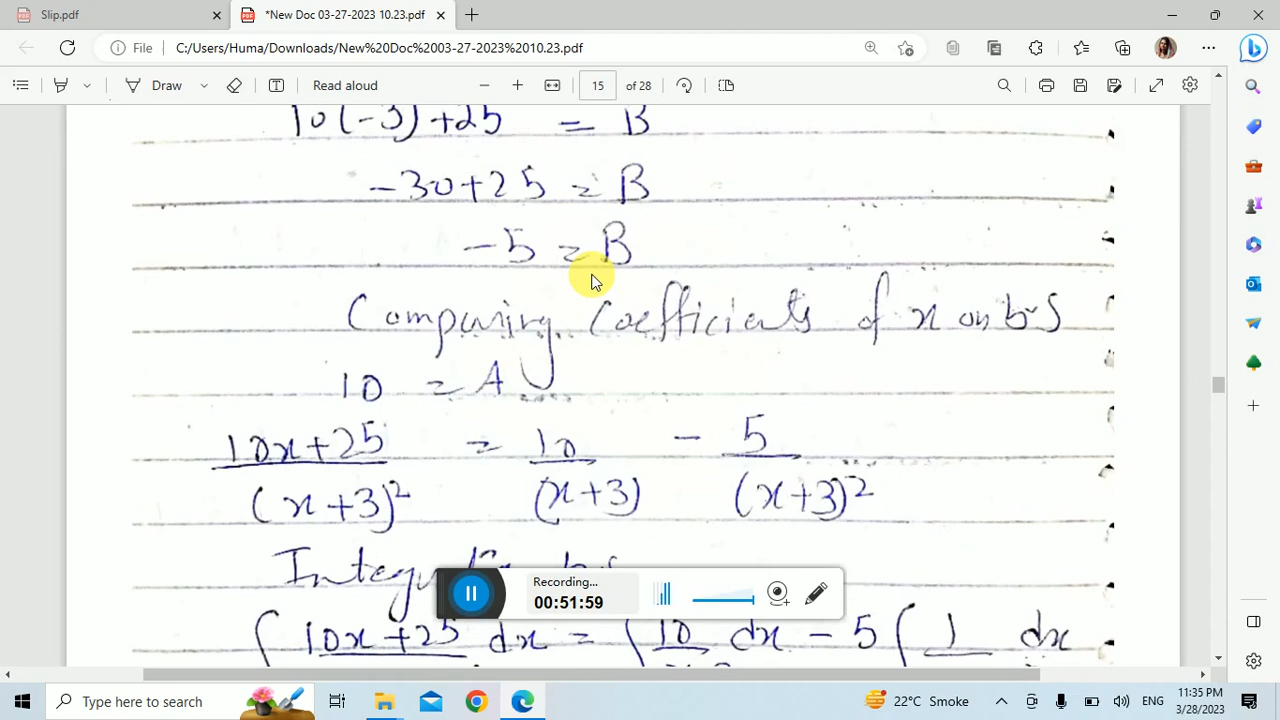 Slip.pdf
*New Doc 03-27-2023 10.23.pdf
File
C:/Users/Huma/Downloads/New%20Doc%2003-27-2023%2010.23.pdf
Draw
Read aloud
15
of 28
10(-3)+25 = B
-30+25 = B
-5 = B
Comparing Coefficients of x on b.s
10 = A
10x+25 = 10 - 5
(x+3)² (x+3) (x+3)²
Recording...
00:51:59
∫ 10x+25 dx = ∫ 10 dx - 5 ∫ 1 dx
Type here to search
22°C Smoke
ENG
11:35 PM
3/28/2023